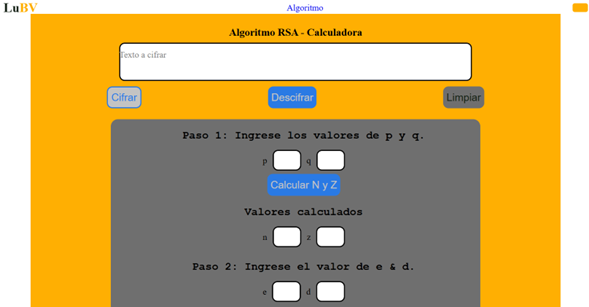 LuBV
Algoritmo
Algoritmo RSA - Calculadora
Texto a cifrar
Cifrar
Descifrar
Limpiar
Paso 1: Ingrese los valores de p y q.
p q
Calcular N y Z
Valores calculados
n z
Paso 2: Ingrese el valor de e & d.
e d